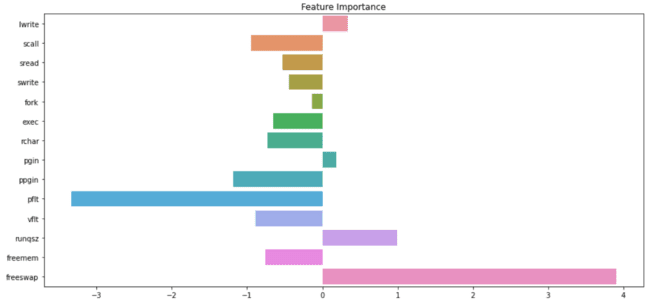 Feature Importance
lwrite
scall
sread
swrite
fork
exec
rchar
pgin
ppgin
pflt
vflt
runqsz
freemem
freeswap
−3 −2 −1 0 1 2 3 4